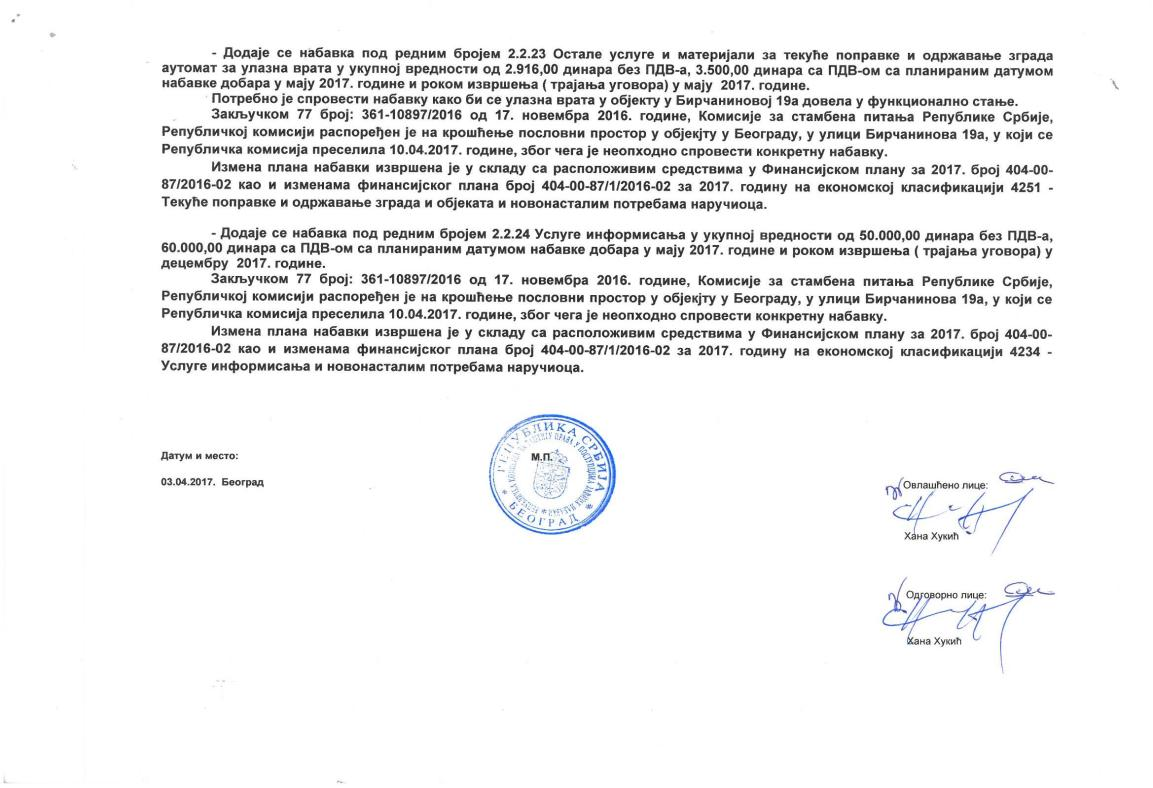 - Додаје се набавка под редним бројем 2.2.23 Остале услуге и материјали за текуће поправке и одржавање зграда
аутомат за улазна врата у укупној вредности од 2.916,00 динара без ПДВ-а, 3.500,00 динара са ПДВ-ом са планираним датумом
набавке добара у мају 2017. године и роком извршења ( трајања уговора) у мају 2017. године.
Потребно је спровести набавку како би се улазна врата у објекту у Бирчаниновој 19а довела у функционално стање.
Закључком 77 број: 361-10897/2016 од 17. новембра 2016. године, Комисије за стамбена питања Републике Србије,
Републичкој комисији распоређен је на крошћење пословни простор у објекјту у Београду, у улици Бирчанинова 19а, у који се
Републичка комисија преселила 10.04.2017. године, због чега је неопходно спровести конкретну набавку.
Измена плана набавки извршена је у складу са расположивим средствима у Финансијском плану за 2017. број 404-00-
87/2016-02 као и изменама финансијског плана број 404-00-87/1/2016-02 за 2017. годину на економској класификацији 4251 -
Текуће поправке и одржавање зграда и објеката и новонасталим потребама наручиоца.
- Додаје се набавка под редним бројем 2.2.24 Услуге информисања у укупној вредности од 50.000,00 динара без ПДВ-а,
60.000,00 динара са ПДВ-ом са планираним датумом набавке добара у мају 2017. године и роком извршења ( трајања уговора) у
децембру 2017. године.
Закључком 77 број: 361-10897/2016 од 17. новембра 2016. године, Комисије за стамбена питања Републике Србије,
Републичкој комисији распоређен је на крошћење пословни простор у објекјту у Београду, у улици Бирчанинова 19а, у који се
Републичка комисија преселила 10.04.2017. године, због чега је неопходно спровести конкретну набавку.
Измена плана набавки извршена је у складу са расположивим средствима у Финансијском плану за 2017. број 404-00-
87/2016-02 као и изменама финансијског плана број 404-00-87/1/2016-02 за 2017. годину на економској класификацији 4234 -
Услуге информисања и новонасталим потребама наручиоца.
Датум и место:
03.04.2017. Београд
РЕПУБЛИКА СРБИЈА
М.П.
БЕОГРАД
Овлашћено лице:
Хана Хукић
Одговорно лице:
Хана Хукић